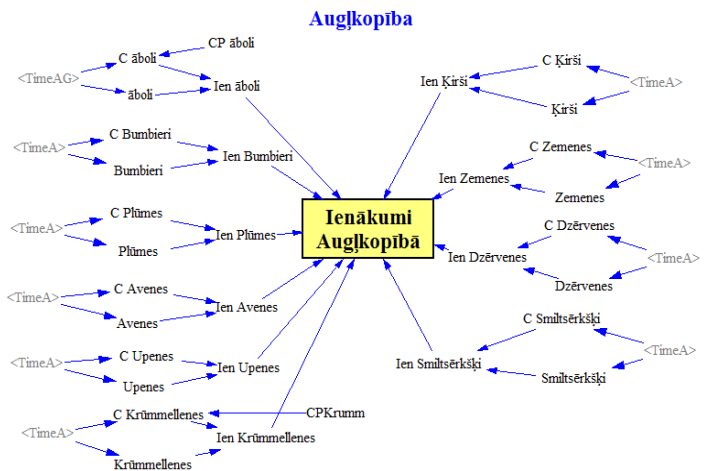 Augļkopība
CP āboli
C āboli
<TimeAG>
āboli
Ien āboli
C Bumbieri
<TimeA>
Bumbieri
Ien Bumbieri
C Plūmes
<TimeA>
Plūmes
Ien Plūmes
C Avenes
<TimeA>
Avenes
Ien Avenes
C Upenes
<TimeA>
Upenes
Ien Upenes
C Krūmmellenes
CPKrumm
<TimeA>
Ien Krūmmellenes
Krūmmellenes
Ienākumi
Augļkopībā
C Ķirši
Ien Ķirši
<TimeA>
Ķirši
C Zemenes
<TimeA>
Ien Zemenes
Zemenes
C Dzērvenes
Ien Dzērvenes
<TimeA>
Dzērvenes
C Smiltsērkšķi
<TimeA>
Ien Smiltsērkšķi
Smiltsērkšķi